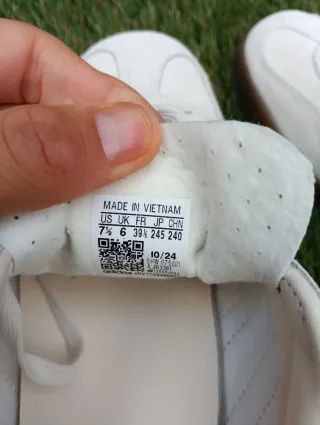 MADE IN VIETNAM
US UK FR JP CHN
7½ 6 39⅓ 245 240
10/24